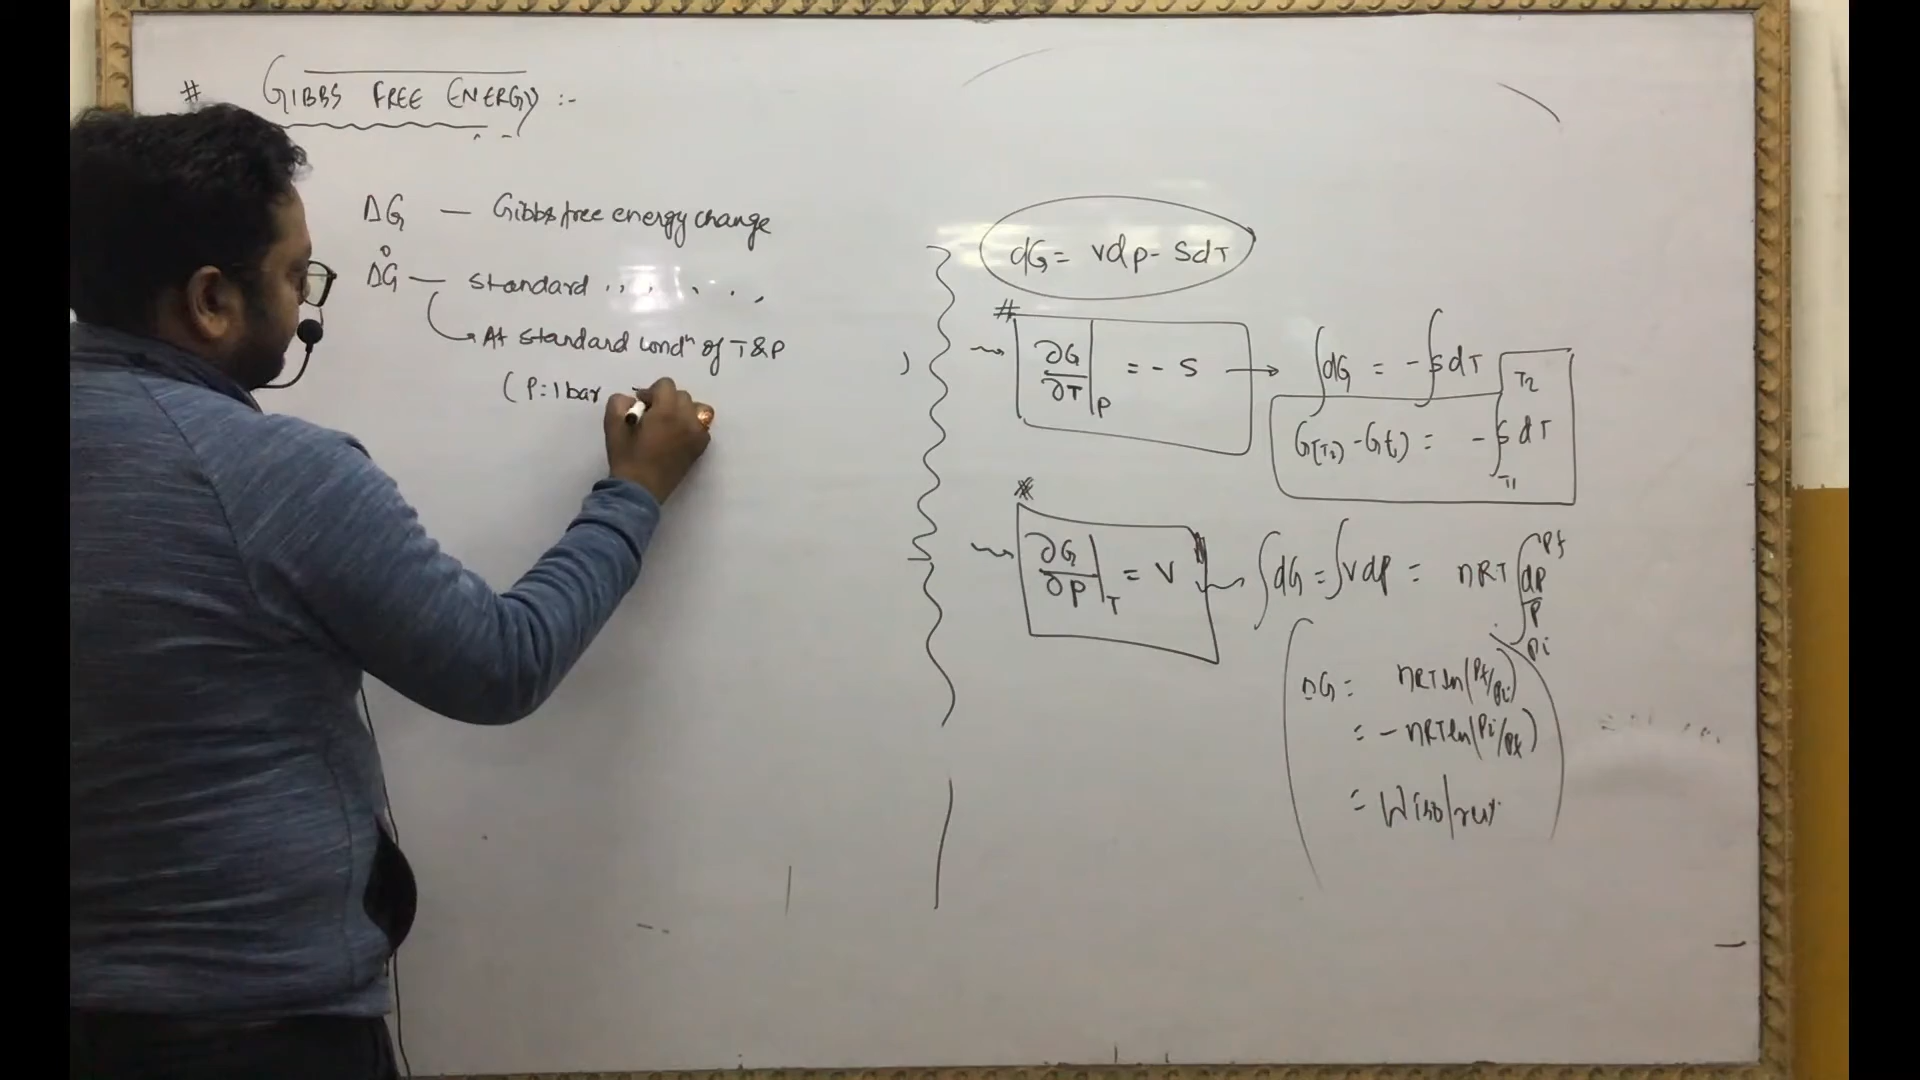 # GIBBS FREE ENERGY :-
ΔG — Gibbs free energy change
ΔG° — Standard ,, , , , ,
→ At standard condⁿ of T & P
(P = 1 bar
dG = vdp - SdT
#
∂G/∂T|P = - S → ∫dG = -∫SdT
G(T2) - G(t) = -∫SdT T2 T1
*
∂G/∂P|T = V ∫dG = ∫vdp = nRT ∫dp/P Pf Pi
ΔG = nRT ln(Pf/Pi)
= - nRT ln(Pi/Pf)
= Wiso/rev